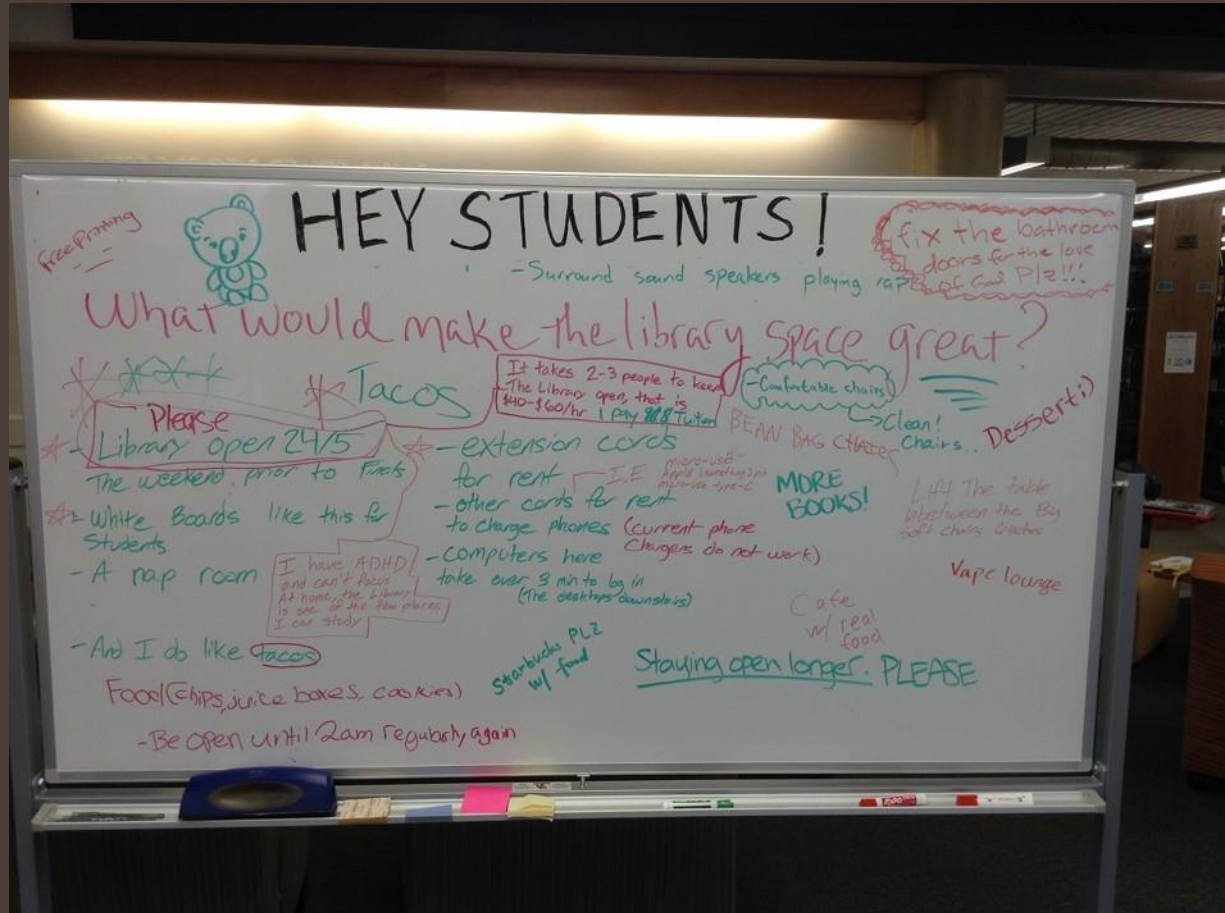 Free Printing
HEY STUDENTS!
- Surround sound speakers playing rap
fix the bathroom
doors for the love
of God Plz!!!
What would make the library space great?
Tacos
It takes 2-3 people to keep
The Library open, that is
$40-$60/hr I pay Tuition
- Comfortable chairs
Clean!
Chairs..
Dessert :)
BEAN BAG CHAIRS
Please
- Library open 24/5
The weekend prior to Finals
- White Boards like this for
Students
- A nap room
I have ADHD
and can't focus
At home, the Library
is one of the few places
I can study
- And I do like tacos
Food (Chips, juice boxes, cookies)
- Be open until 2am regularly again
- extension cords
for rent
I.E micro-USB
- other cords for rent
to charge phones (current phone
Chargers do not work)
- computers here
take over 3 min to log in
(The desktops downstairs)
Starbucks PLZ
w/ food
MORE
BOOKS!
Lift The table
inbetween the Big
soft chairs
Vape lounge
Cafe
w/ real
food
Staying open longer. PLEASE
EXPO